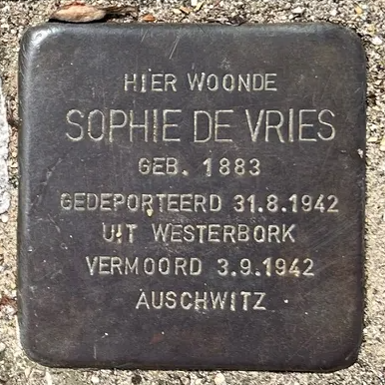 HIER WOONDE
SOPHIE DE VRIES
GEB. 1883
GEDEPORTEERD 31.8.1942
UIT WESTERBORK
VERMOORD 3.9.1942
AUSCHWITZ